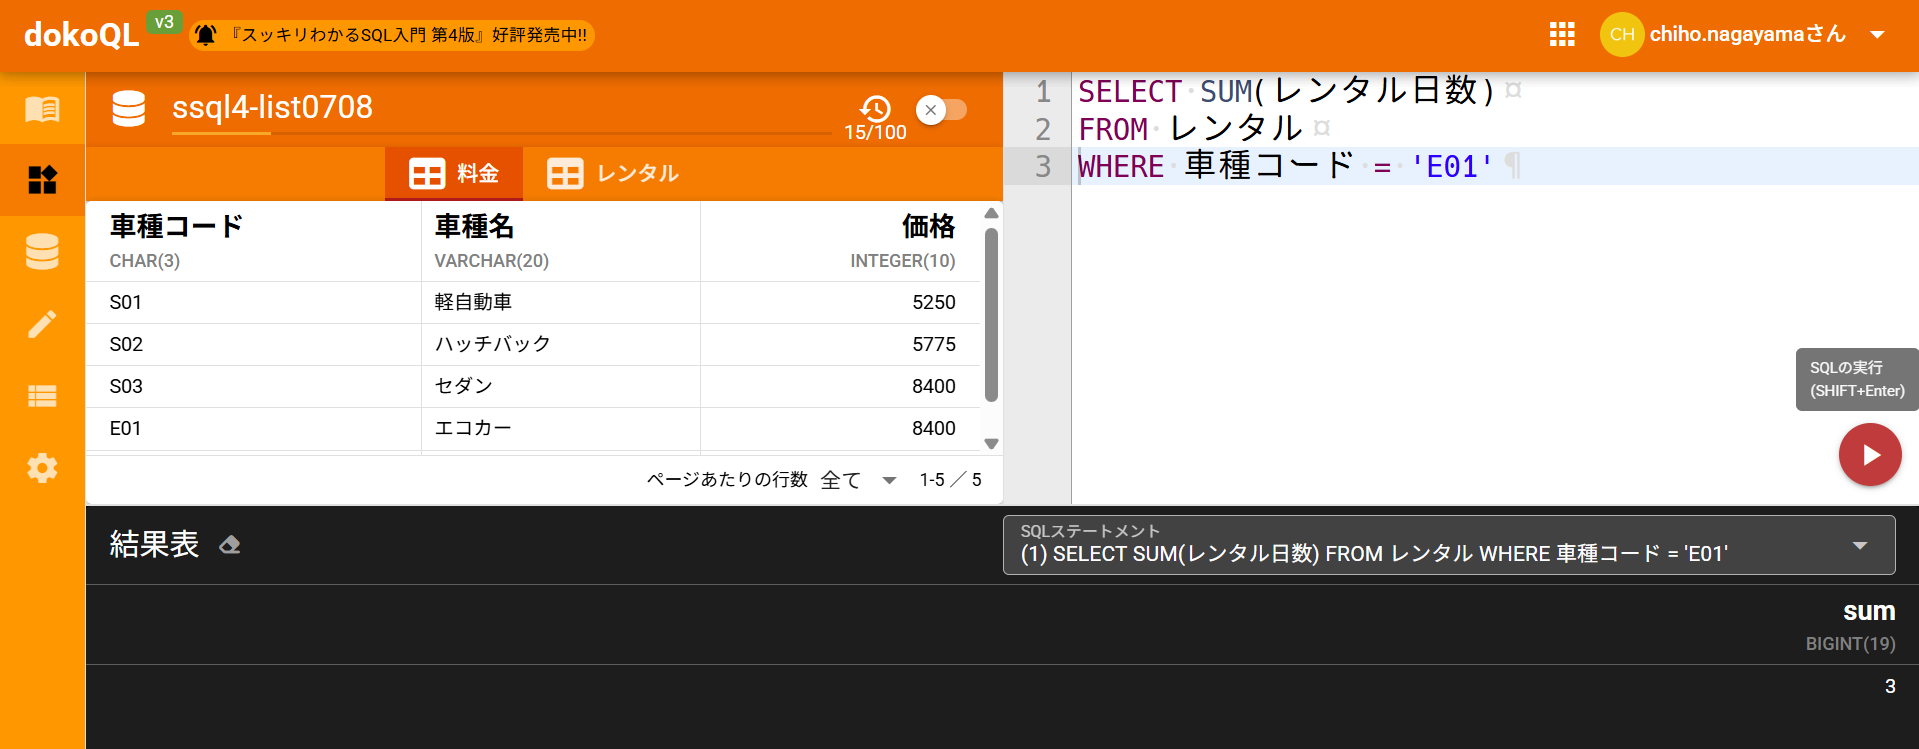 dokoQL v3 『スッキリわかるSQL入門 第4版』好評発売中!! CH chiho.nagayamaさん
ssql4-list0708 15/100
料金 レンタル
車種コード 車種名 価格
CHAR(3) VARCHAR(20) INTEGER(10)
S01 軽自動車 5250
S02 ハッチバック 5775
S03 セダン 8400
E01 エコカー 8400
ページあたりの行数 全て 1-5 ／ 5
1 SELECT SUM(レンタル日数)
2 FROM レンタル
3 WHERE 車種コード = 'E01'
SQLの実行
(SHIFT+Enter)
結果表
SQLステートメント
(1) SELECT SUM(レンタル日数) FROM レンタル WHERE 車種コード = 'E01'
sum
BIGINT(19)
3